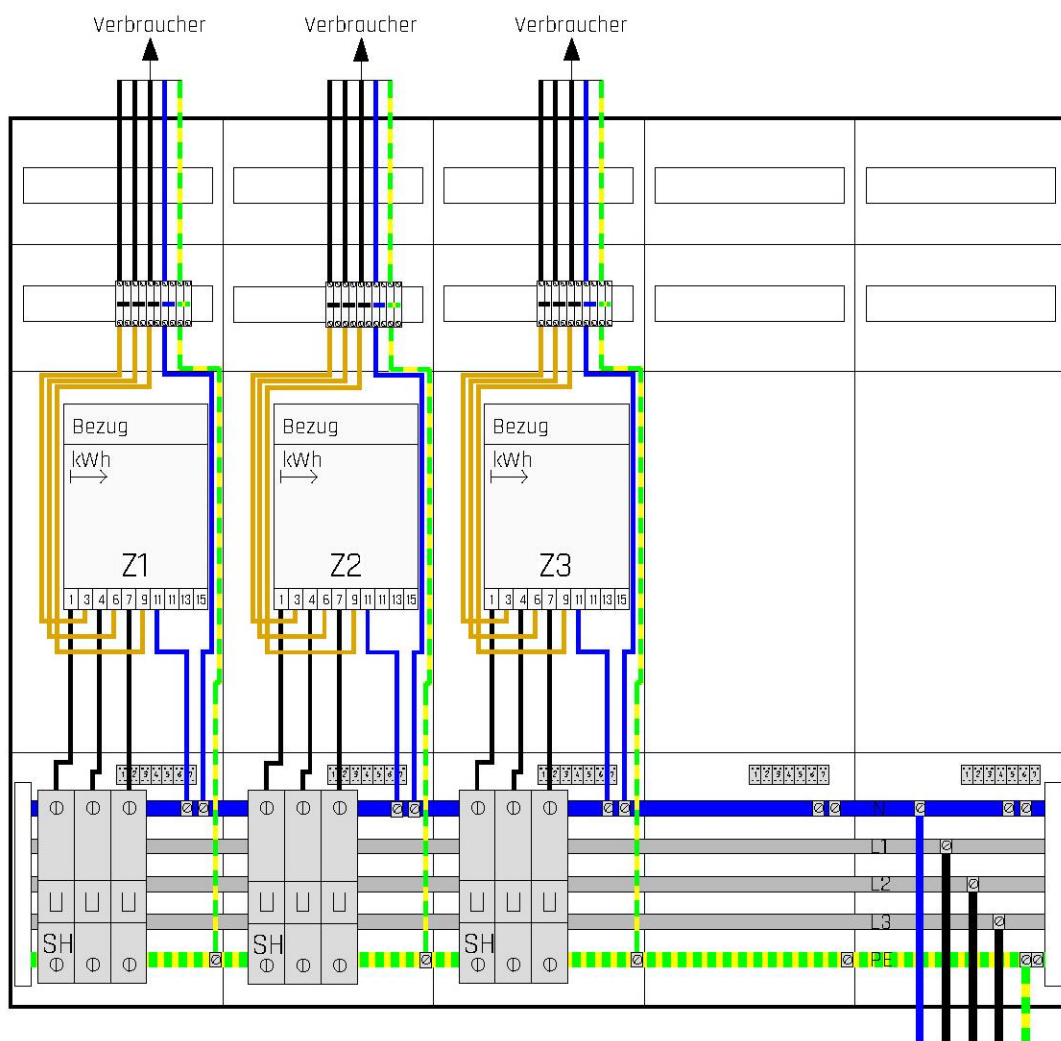 Verbraucher Verbraucher Verbraucher
Bezug Bezug Bezug
kWh kWh kWh
Z1 Z2 Z3
1 3 4 6 7 9 11 11 13 15 1 3 4 6 7 9 11 11 13 15 1 3 4 6 7 9 11 11 13 15
1 2 3 4 5 6 7 1 2 3 4 5 6 7 1 2 3 4 5 6 7 1 2 3 4 5 6 7 1 2 3 4 5 6 7
N
L1
L2
L3
SH SH SH
PE